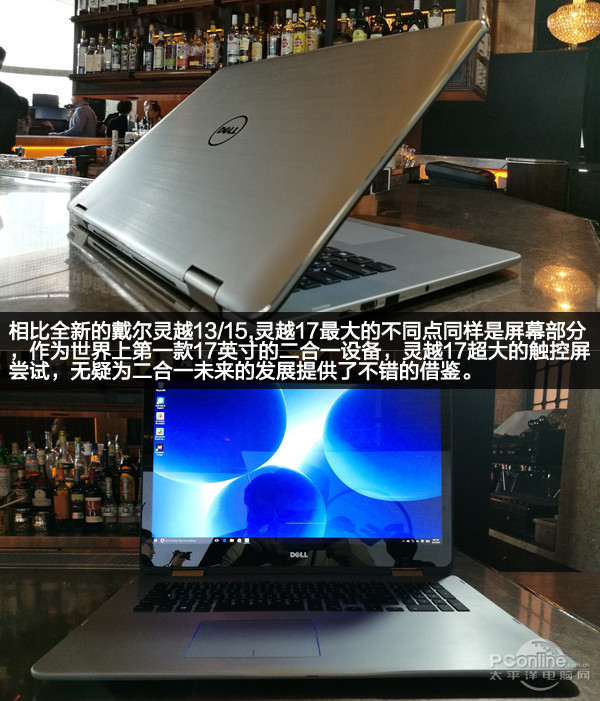 DELL
相比全新的戴尔灵越13/15,灵越17最大的不同点同样是屏幕部分
，作为世界上第一款17英寸的二合一设备，灵越17超大的触控屏
尝试，无疑为二合一未来的发展提供了不错的借鉴。
DELL
PConline.com.cn
太平洋电脑网